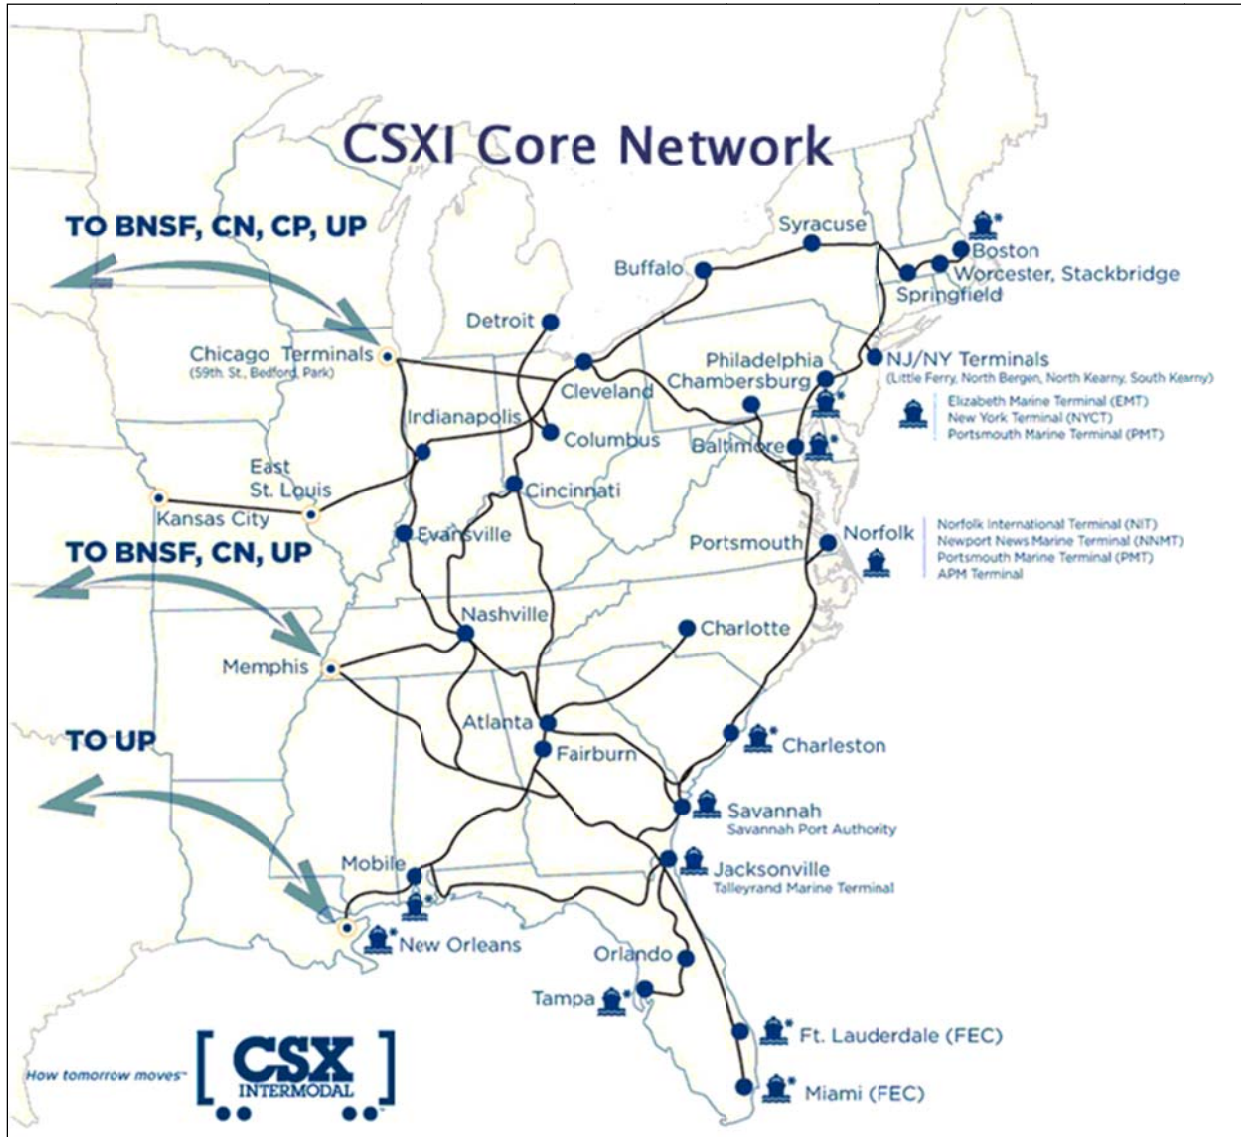 CSXI Core Network
TO BNSF, CN, CP, UP
Syracuse
Boston
Buffalo
Worcester, Stackbridge
Springfield
Detroit
Chicago Terminals
(59th. St., Bedford, Park)
Philadelphia
NJ/NY Terminals
(Little Ferry, North Bergen, North Kearny, South Kearny)
Chambersburg
Cleveland
Elizabeth Marine Terminal (EMT)
New York Terminal (NYCT)
Portsmouth Marine Terminal (PMT)
Indianapolis
Columbus
Baltimore
East
St. Louis
Cincinnati
Kansas City
Evansville
Portsmouth
Norfolk
Norfolk International Terminal (NIT)
Newport News Marine Terminal (NNMT)
Portsmouth Marine Terminal (PMT)
APM Terminal
TO BNSF, CN, UP
Nashville
Charlotte
Memphis
Atlanta
Fairburn
TO UP
Charleston
Savannah
Savannah Port Authority
Mobile
Jacksonville
Talleyrand Marine Terminal
New Orleans
Orlando
Tampa
Ft. Lauderdale (FEC)
Miami (FEC)
How tomorrow moves™
CSX
INTERMODAL